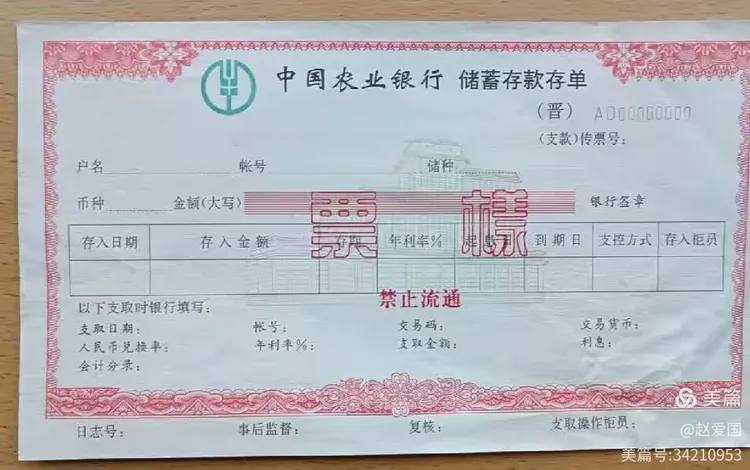 中国农业银行 储蓄存款存单
(晋) A000000000
(支款)传票号:
户名 帐号 储种
币种 金额(大写) 银行签章
票樣
存入日期 存入金额 存期 年利率% 起息日 到期日 支控方式 存入柜员
禁止流通
以下支取时银行填写:
支取日期: 帐号: 交易码: 交易货币:
人民币兑换率: 年利率%: 支取金额: 利息:
会计分录:
日志号: 事后监督: 复核: 支取操作柜员:
美篇
@赵爱国
美篇号:34210953